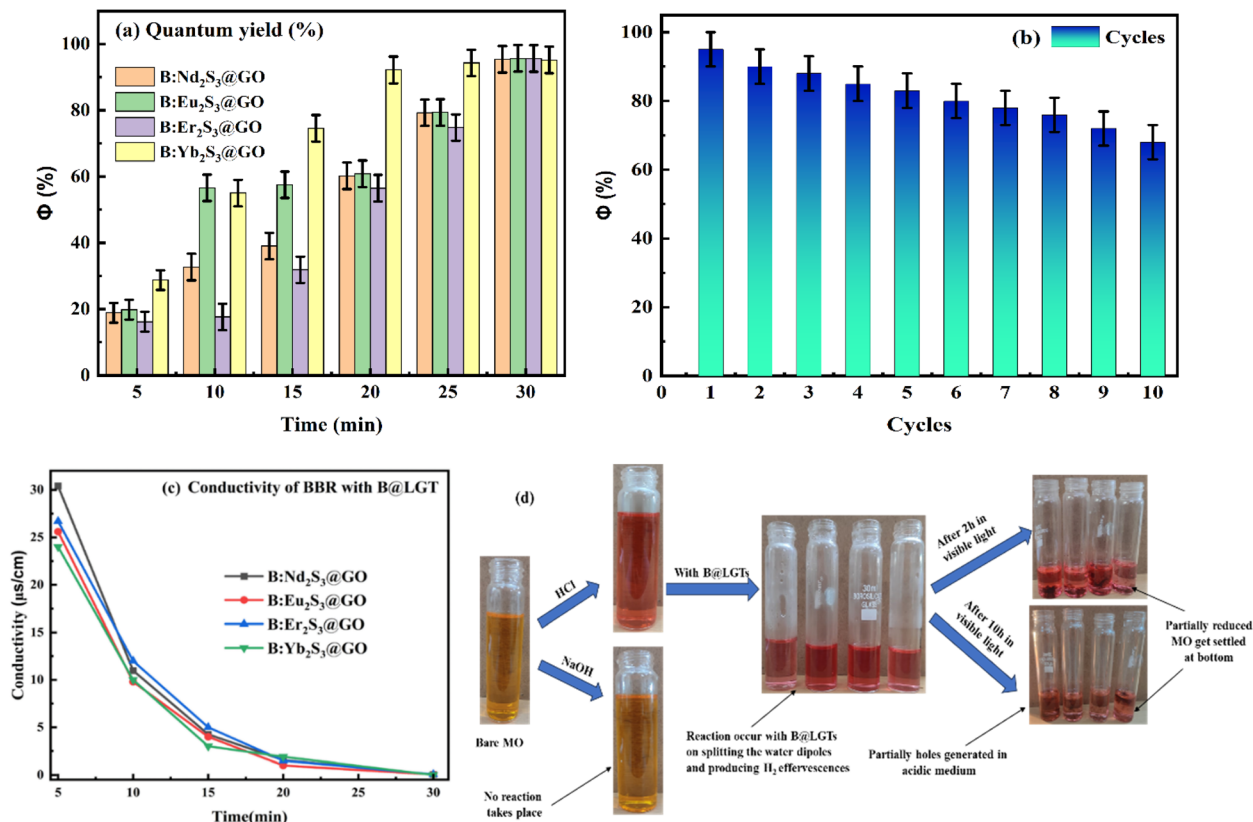 (a) Quantum yield (%)
B:Nd₂S₃@GO
B:Eu₂S₃@GO
B:Er₂S₃@GO
B:Yb₂S₃@GO
100
80
60
40
20
0
Φ (%)
5 10 15 20 25 30
Time (min)
(b)
Cycles
100
80
60
40
20
0
Φ (%)
0 1 2 3 4 5 6 7 8 9 10
Cycles
(c) Conductivity of BBR with B@LGT
B:Nd₂S₃@GO
B:Eu₂S₃@GO
B:Er₂S₃@GO
B:Yb₂S₃@GO
30
25
20
15
10
5
0
Conductivity (μs/cm)
5 10 15 20 25 30
Time(min)
(d)
Bare MO
HCl
NaOH
No reaction
takes place
With B@LGTs
Reaction occur with B@LGTs
on splitting the water dipoles
and producing H₂ effervescences
After 2h in
visible light
After 10h in
visible light
Partially reduced
MO get settled
at bottom
Partially holes generated in
acidic medium